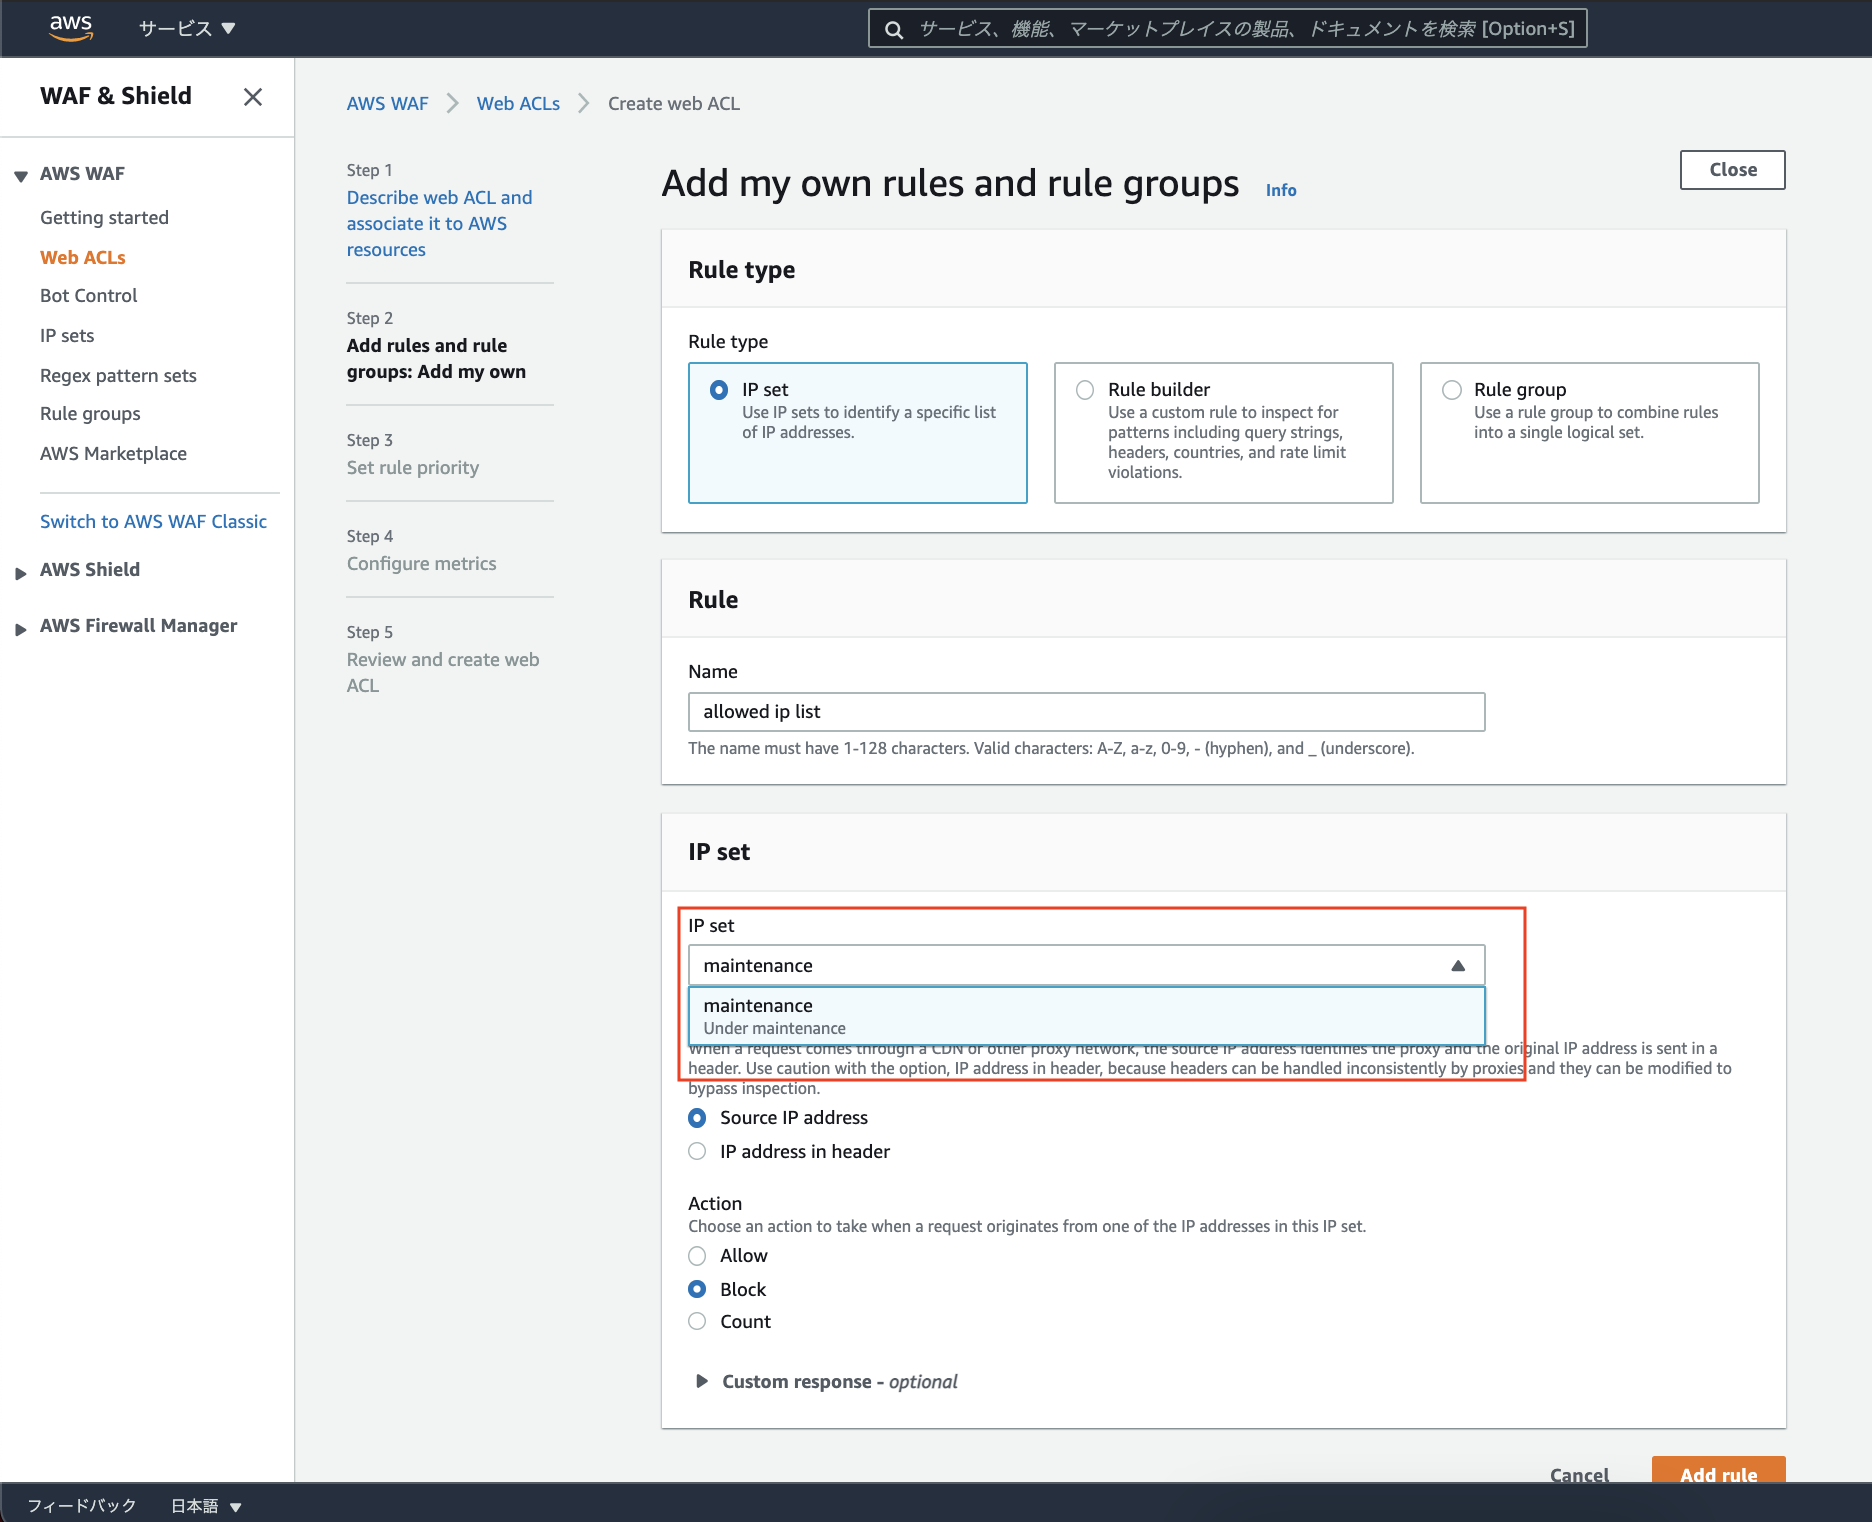 aws
サービス
サービス、機能、マーケットプレイスの製品、ドキュメントを検索 [Option+S]
WAF & Shield
AWS WAF
Getting started
Web ACLs
Bot Control
IP sets
Regex pattern sets
Rule groups
AWS Marketplace
Switch to AWS WAF Classic
AWS Shield
AWS Firewall Manager
AWS WAF
Web ACLs
Create web ACL
Step 1
Describe web ACL and
associate it to AWS
resources
Step 2
Add rules and rule
groups: Add my own
Step 3
Set rule priority
Step 4
Configure metrics
Step 5
Review and create web
ACL
Add my own rules and rule groups
Info
Close
Rule type
Rule type
IP set
Use IP sets to identify a specific list
of IP addresses.
Rule builder
Use a custom rule to inspect for
patterns including query strings,
headers, countries, and rate limit
violations.
Rule group
Use a rule group to combine rules
into a single logical set.
Rule
Name
allowed ip list
The name must have 1-128 characters. Valid characters: A-Z, a-z, 0-9, - (hyphen), and _ (underscore).
IP set
IP set
maintenance
maintenance
Under maintenance
When a request comes through a CDN or other proxy network, the source IP address identifies the proxy and the original IP address is sent in a
header. Use caution with the option, IP address in header, because headers can be handled inconsistently by proxies and they can be modified to
bypass inspection.
Source IP address
IP address in header
Action
Choose an action to take when a request originates from one of the IP addresses in this IP set.
Allow
Block
Count
Custom response - optional
Cancel
Add rule
フィードバック
日本語